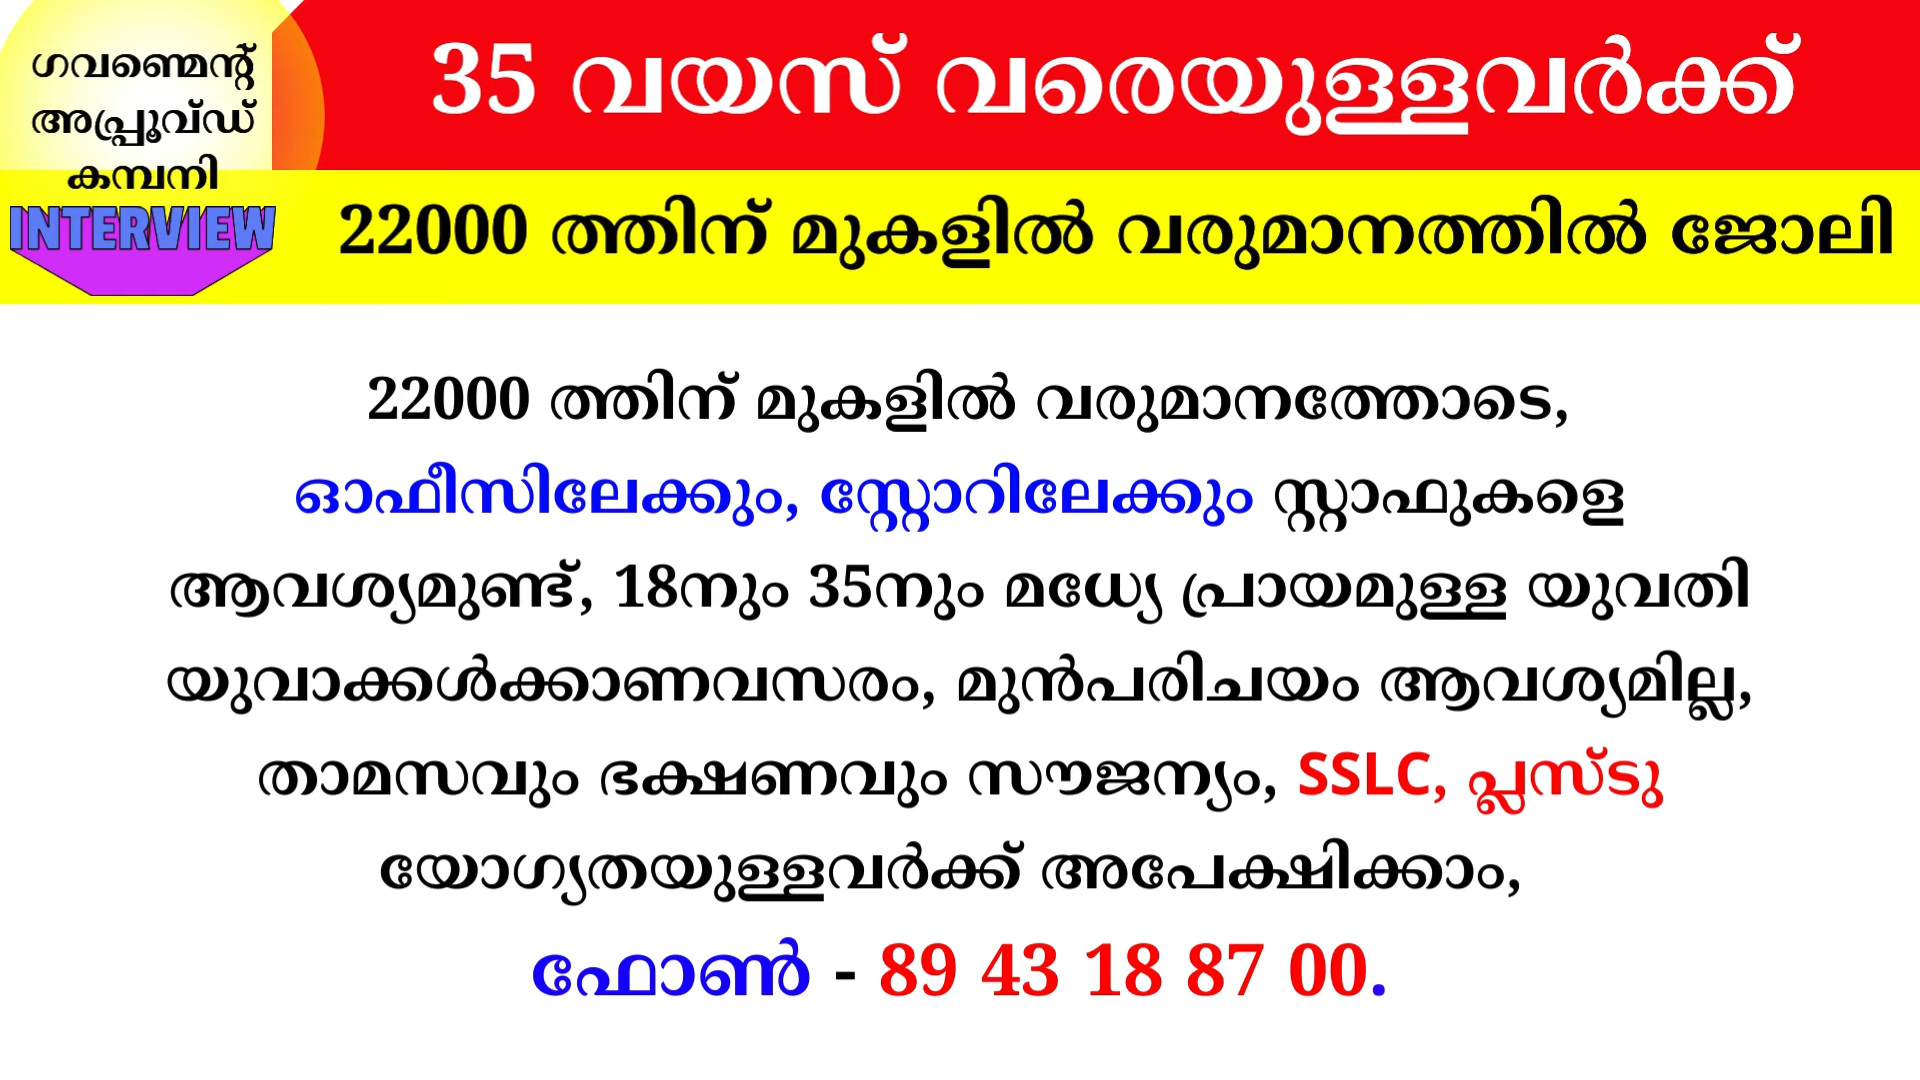 ഗവണ്മെന്റ്
അപ്രൂവ്ഡ്
കമ്പനി
INTERVIEW
35 വയസ് വരെയുള്ളവർക്ക്
22000 ത്തിന് മുകളിൽ വരുമാനത്തിൽ ജോലി
22000 ത്തിന് മുകളിൽ വരുമാനത്തോടെ,
ഓഫീസിലേക്കും, സ്റ്റോറിലേക്കും സ്റ്റാഫുകളെ
ആവശ്യമുണ്ട്, 18നും 35നും മധ്യേ പ്രായമുള്ള യുവതി
യുവാക്കൾക്കാണവസരം, മുൻപരിചയം ആവശ്യമില്ല,
താമസവും ഭക്ഷണവും സൗജന്യം, SSLC, പ്ലസ്ടു
യോഗ്യതയുള്ളവർക്ക് അപേക്ഷിക്കാം,
ഫോൺ - 89 43 18 87 00.